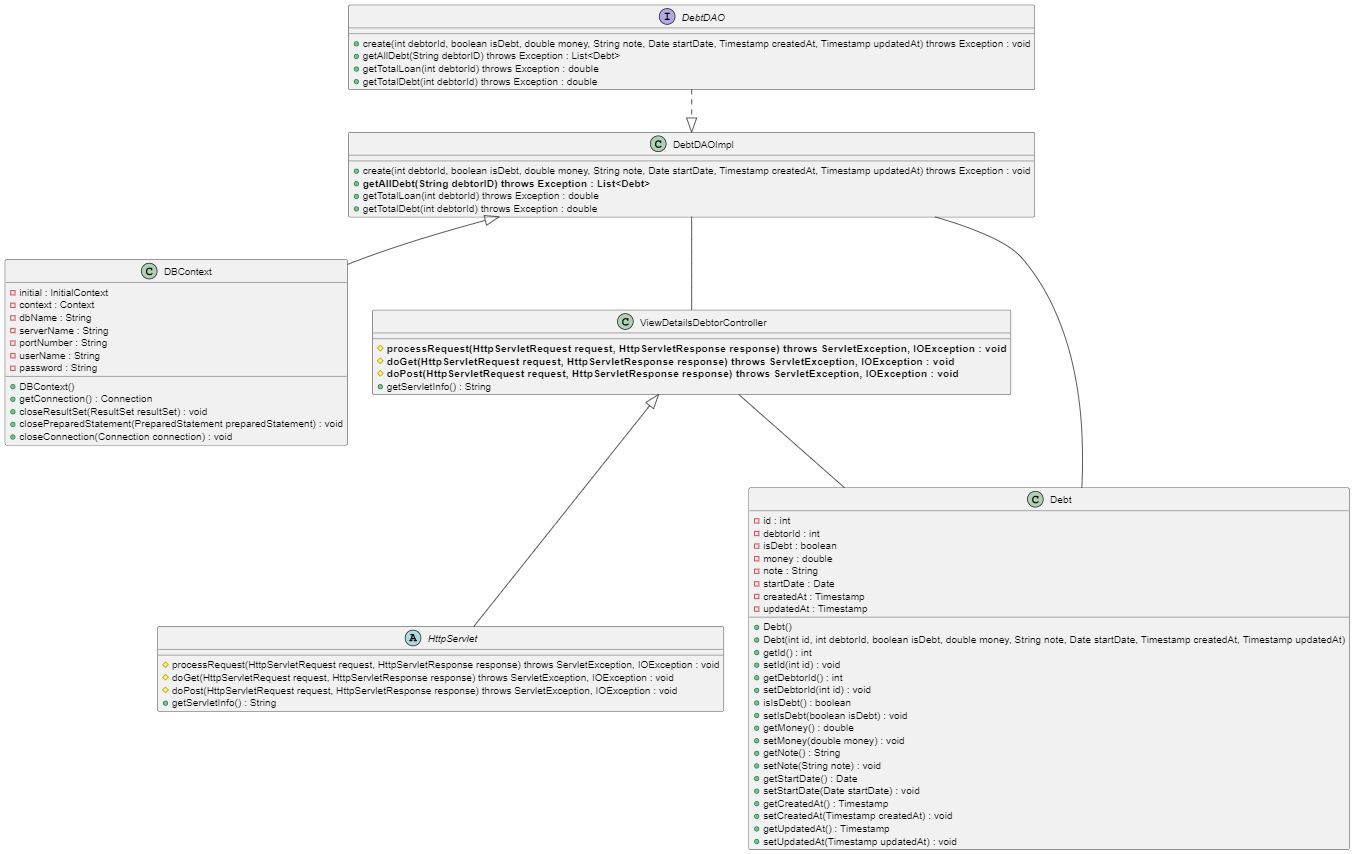 I DebtDAO
create(int debtorId, boolean isDebt, double money, String note, Date startDate, Timestamp createdAt, Timestamp updatedAt) throws Exception : void
getAllDebt(String debtorID) throws Exception : List<Debt>
getTotalLoan(int debtorId) throws Exception : double
getTotalDebt(int debtorId) throws Exception : double
C DebtDAOImpl
create(int debtorId, boolean isDebt, double money, String note, Date startDate, Timestamp createdAt, Timestamp updatedAt) throws Exception : void
getAllDebt(String debtorID) throws Exception : List<Debt>
getTotalLoan(int debtorId) throws Exception : double
getTotalDebt(int debtorId) throws Exception : double
C DBContext
initial : InitialContext
context : Context
dbName : String
serverName : String
portNumber : String
userName : String
password : String
DBContext()
getConnection() : Connection
closeResultSet(ResultSet resultSet) : void
closePreparedStatement(PreparedStatement preparedStatement) : void
closeConnection(Connection connection) : void
C ViewDetailsDebtorController
processRequest(HttpServletRequest request, HttpServletResponse response) throws ServletException, IOException : void
doGet(HttpServletRequest request, HttpServletResponse response) throws ServletException, IOException : void
doPost(HttpServletRequest request, HttpServletResponse response) throws ServletException, IOException : void
getServletInfo() : String
A HttpServlet
processRequest(HttpServletRequest request, HttpServletResponse response) throws ServletException, IOException : void
doGet(HttpServletRequest request, HttpServletResponse response) throws ServletException, IOException : void
doPost(HttpServletRequest request, HttpServletResponse response) throws ServletException, IOException : void
getServletInfo() : String
C Debt
id : int
debtorId : int
isDebt : boolean
money : double
note : String
startDate : Date
createdAt : Timestamp
updatedAt : Timestamp
Debt()
Debt(int id, int debtorId, boolean isDebt, double money, String note, Date startDate, Timestamp createdAt, Timestamp updatedAt)
getId() : int
setId(int id) : void
getDebtorId() : int
setDebtorId(int id) : void
isIsDebt() : boolean
setIsDebt(boolean isDebt) : void
getMoney() : double
setMoney(double money) : void
getNote() : String
setNote(String note) : void
getStartDate() : Date
setStartDate(Date startDate) : void
getCreatedAt() : Timestamp
setCreatedAt(Timestamp createdAt) : void
getUpdatedAt() : Timestamp
setUpdatedAt(Timestamp updatedAt) : void